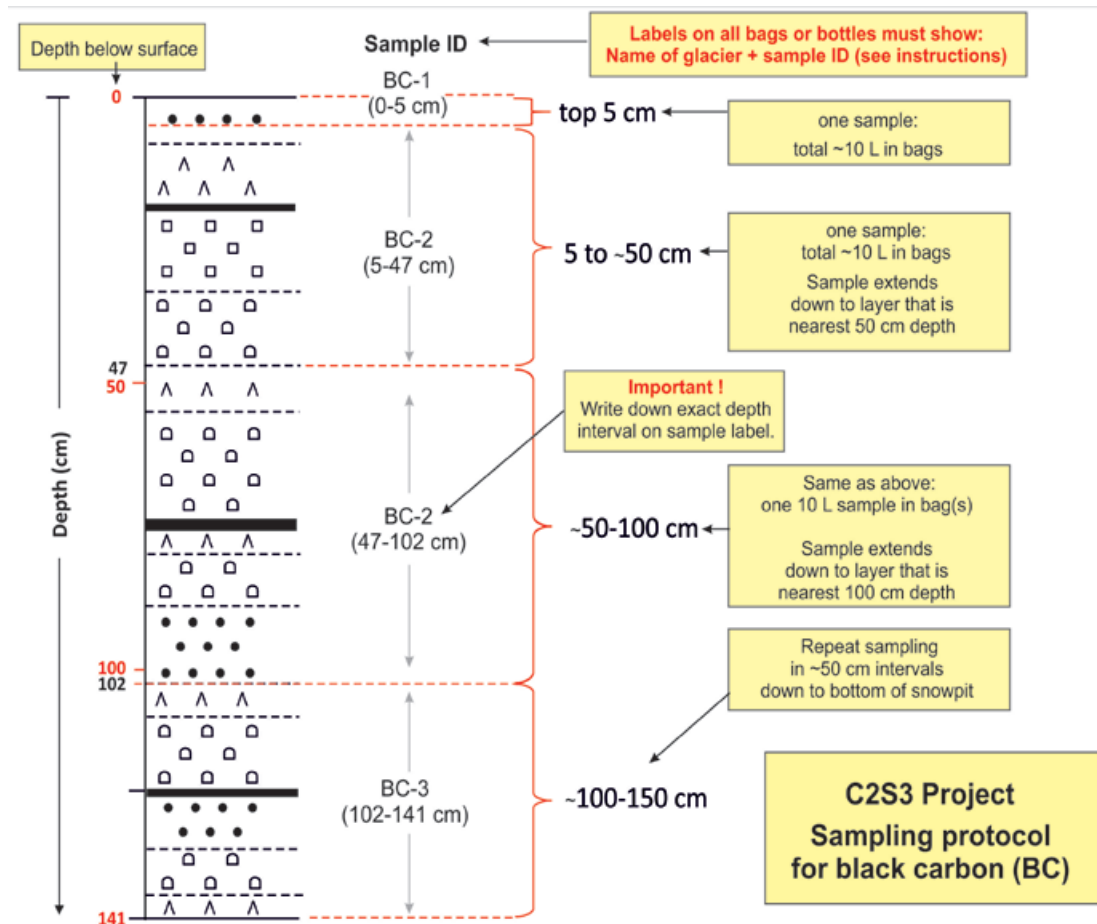 Depth below surface
Sample ID
Labels on all bags or bottles must show:
Name of glacier + sample ID (see instructions)
0
BC-1
(0-5 cm)
top 5 cm
one sample:
total ~10 L in bags
BC-2
(5-47 cm)
5 to ~50 cm
one sample:
total ~10 L in bags
Sample extends
down to layer that is
nearest 50 cm depth
47
50
Important !
Write down exact depth
interval on sample label.
Depth (cm)
BC-2
(47-102 cm)
~50-100 cm
Same as above:
one 10 L sample in bag(s)
Sample extends
down to layer that is
nearest 100 cm depth
100
102
Repeat sampling
in ~50 cm intervals
down to bottom of snowpit
BC-3
(102-141 cm)
~100-150 cm
C2S3 Project
Sampling protocol
for black carbon (BC)
141